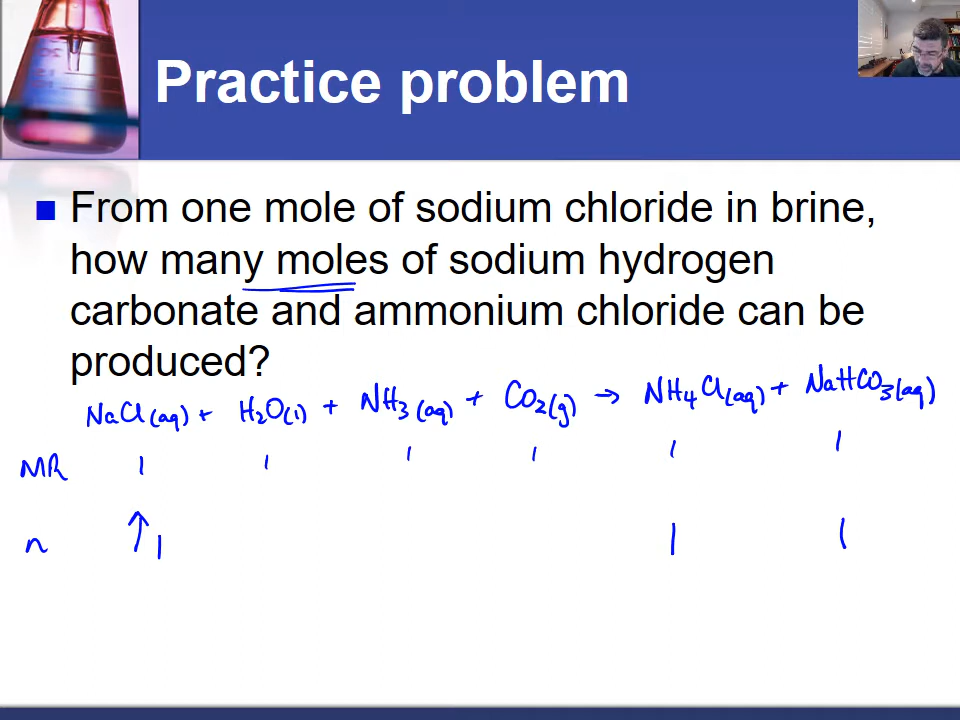 Practice problem
From one mole of sodium chloride in brine,
how many moles of sodium hydrogen
carbonate and ammonium chloride can be
produced?
NaCl(aq) + H₂O(l) + NH₃(aq) + CO₂(g) → NH₄Cl(aq) + NaHCO₃(aq)
MR 1 1 1 1 1 1
n ↑ 1 1 1